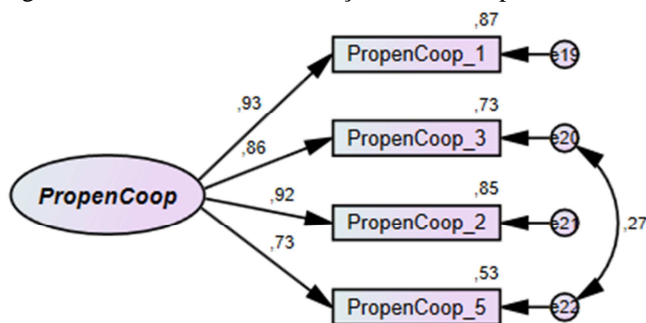 ,87
PropenCoop_1
e19
,93
,73
PropenCoop_3
e20
,86
PropenCoop
,92
,85
PropenCoop_2
e21
,27
,73
,53
PropenCoop_5
e22